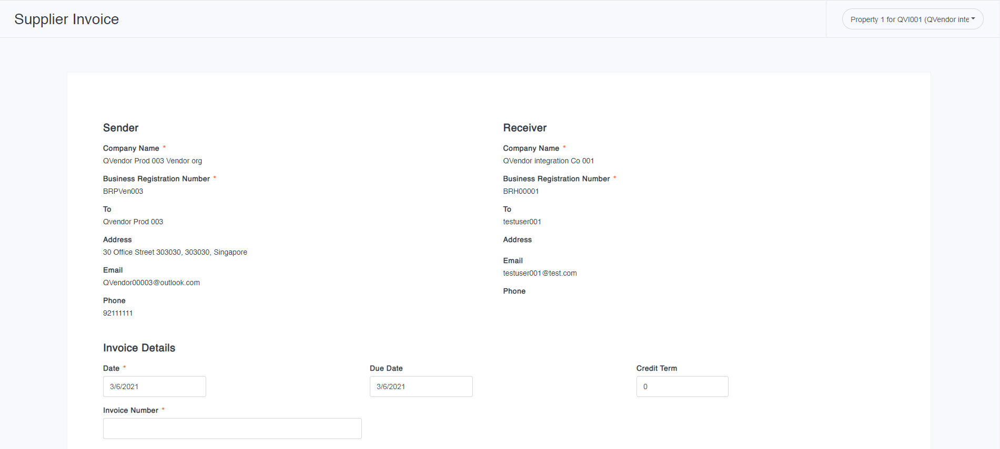 Supplier Invoice
Property 1 for QVI001 (QVendor inte
Sender
Company Name *
QVendor Prod 003 Vendor org
Business Registration Number *
BRPVen003
To
Qvendor Prod 003
Address
30 Office Street 303030, 303030, Singapore
Email
QVendor00003@outlook.com
Phone
92111111
Receiver
Company Name *
QVendor integration Co 001
Business Registration Number *
BRH00001
To
testuser001
Address
Email
testuser001@test.com
Phone
Invoice Details
Date *
3/6/2021
Due Date
3/6/2021
Credit Term
0
Invoice Number *